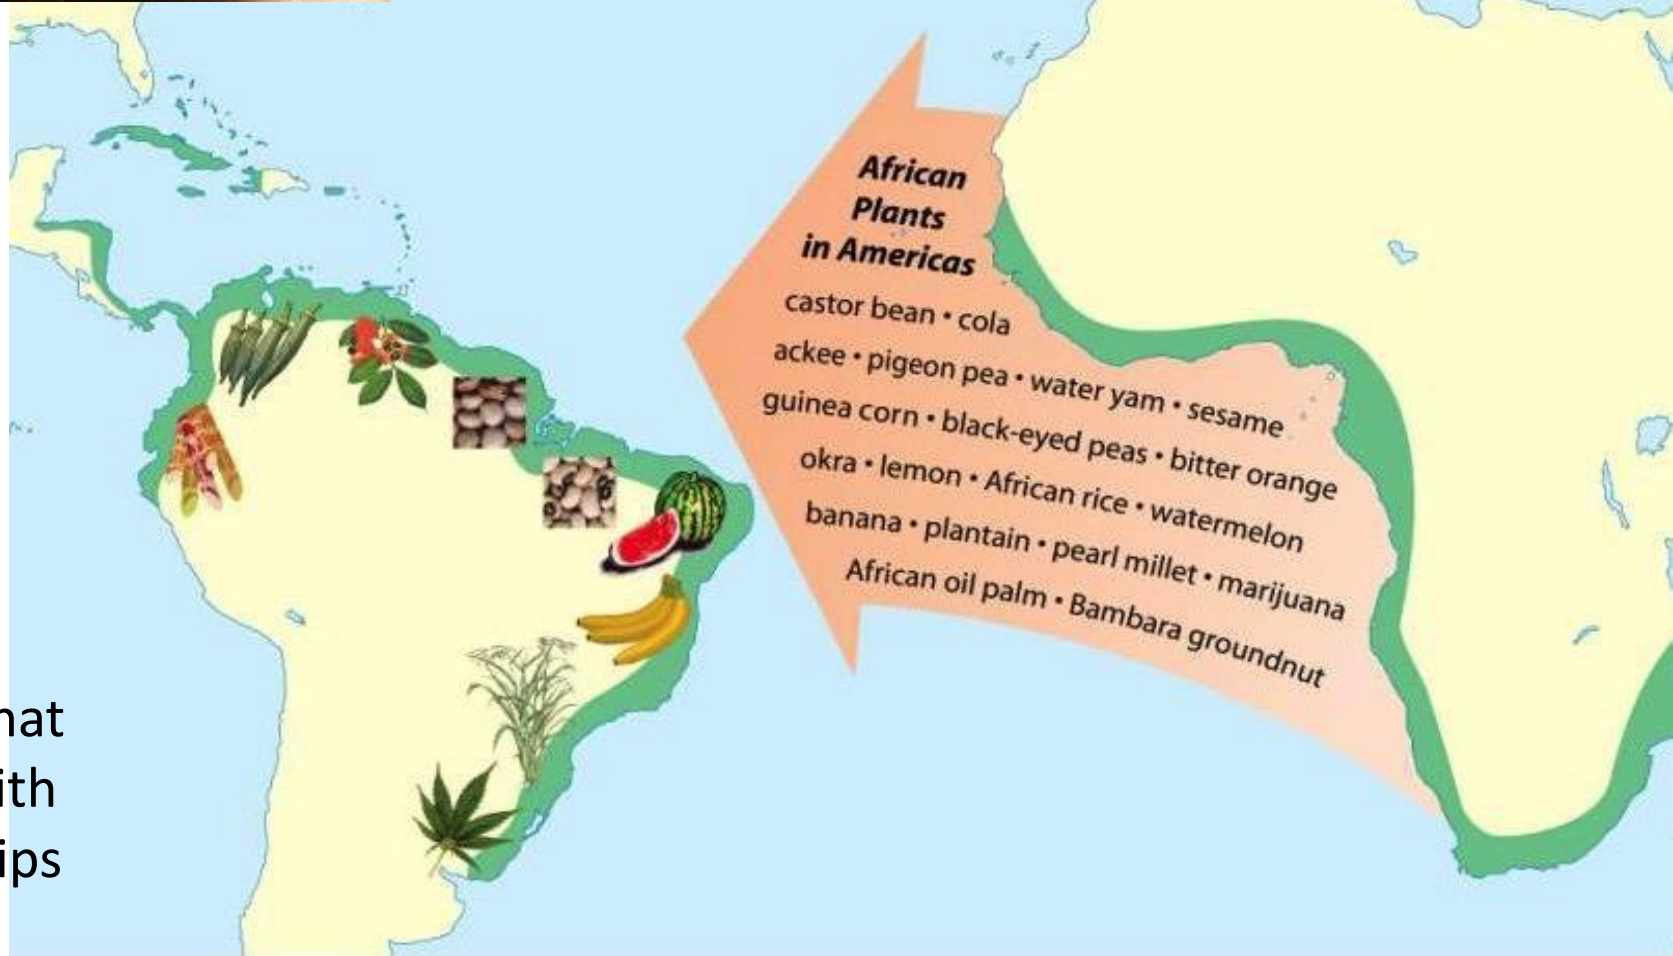 African
Plants
in Americas
castor bean • cola
ackee • pigeon pea • water yam • sesame
guinea corn • black-eyed peas • bitter orange
okra • lemon • African rice • watermelon
banana • plantain • pearl millet • marijuana
African oil palm • Bambara groundnut
hat
ith
ips